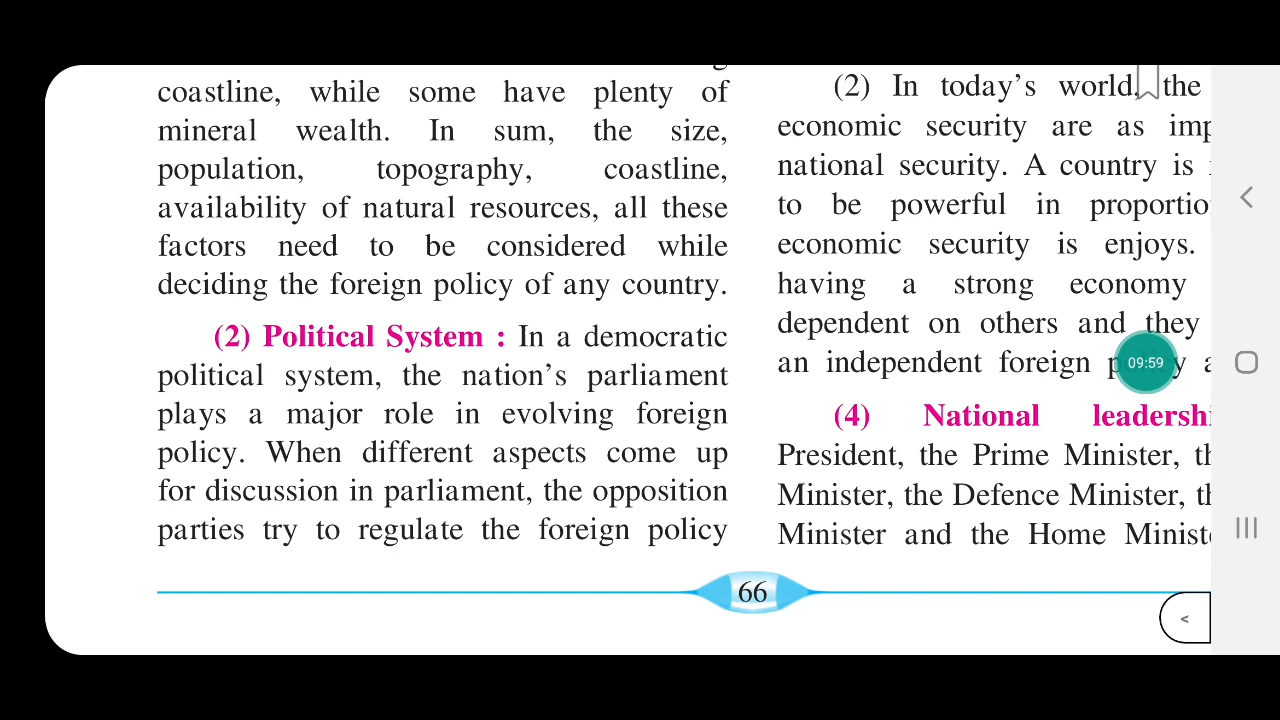 coastline, while some have plenty of
mineral wealth. In sum, the size,
population, topography, coastline,
availability of natural resources, all these
factors need to be considered while
deciding the foreign policy of any country.
(2) Political System : In a democratic
political system, the nation's parliament
plays a major role in evolving foreign
policy. When different aspects come up
for discussion in parliament, the opposition
parties try to regulate the foreign policy
(2) In today's world, the
economic security are as
national security. A country is
to be powerful in
economic security is enjoys.
having a strong economy
dependent on others and they
an independent foreign
(4) National
President, the Prime Minister,
Minister, the Defence Minister,
Minister and the Home
09:59
66
<